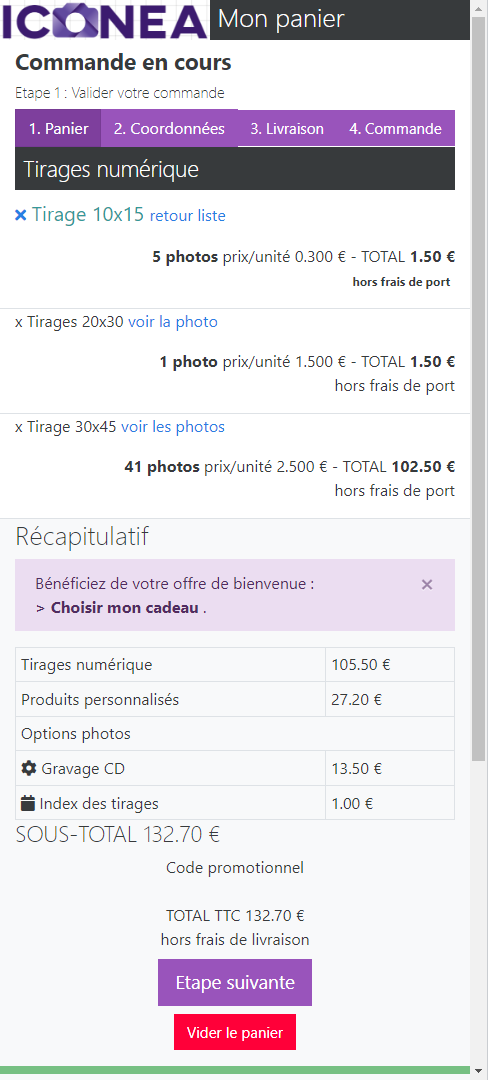 ICONEA
Mon panier
Commande en cours
Etape 1 : Valider votre commande
1. Panier 2. Coordonnées 3. Livraison 4. Commande
Tirages numérique
× Tirage 10x15 retour liste
5 photos prix/unité 0.300 € - TOTAL 1.50 €
hors frais de port
x Tirages 20x30 voir la photo
1 photo prix/unité 1.500 € - TOTAL 1.50 €
hors frais de port
x Tirage 30x45 voir les photos
41 photos prix/unité 2.500 € - TOTAL 102.50 €
hors frais de port
Récapitulatif
Bénéficiez de votre offre de bienvenue : ×
> Choisir mon cadeau .
Tirages numérique 105.50 €
Produits personnalisés 27.20 €
Options photos
Gravage CD 13.50 €
Index des tirages 1.00 €
SOUS-TOTAL 132.70 €
Code promotionnel
TOTAL TTC 132.70 €
hors frais de livraison
Etape suivante
Vider le panier